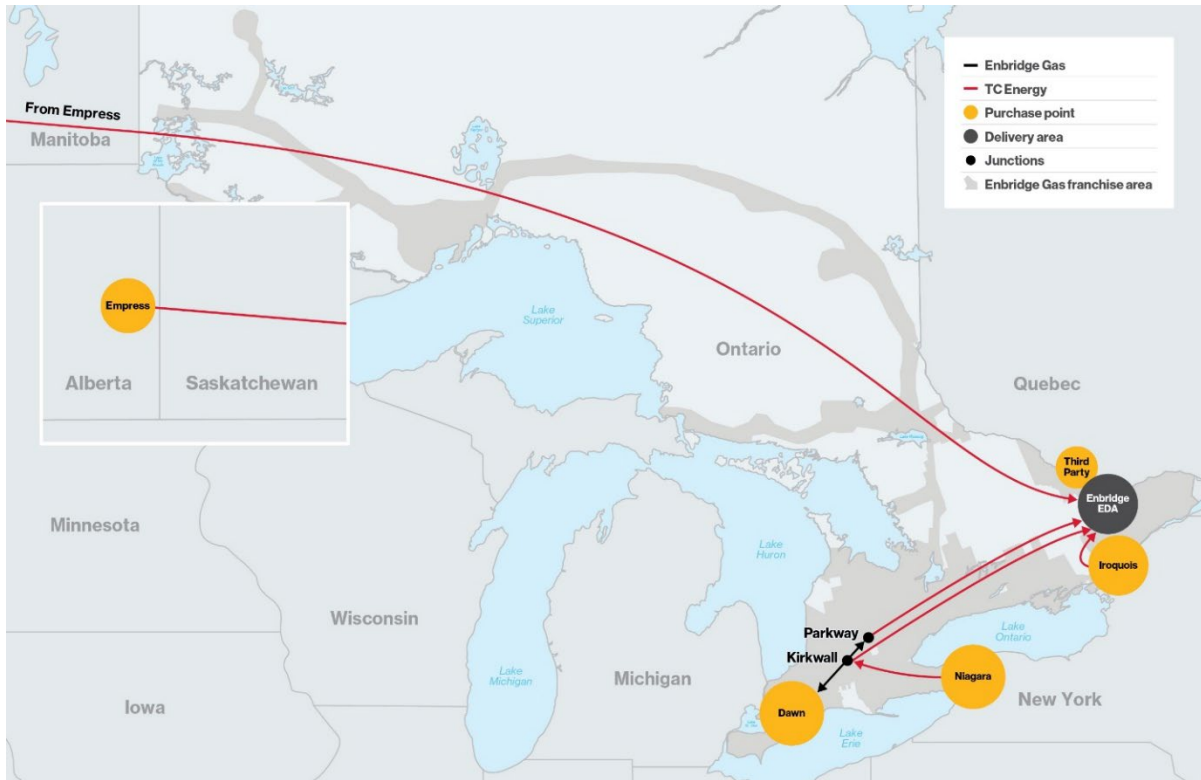 Enbridge Gas
TC Energy
Purchase point
Delivery area
Junctions
Enbridge Gas franchise area
From Empress
Manitoba
Empress
Alberta
Saskatchewan
Lake
Superior
Ontario
Quebec
Third
Party
Enbridge
EDA
Iroquois
Minnesota
Lake
Huron
Wisconsin
Lake
Ontario
Parkway
Kirkwall
Lake
Michigan
Michigan
Niagara
New York
Iowa
Dawn
Lake
Erie